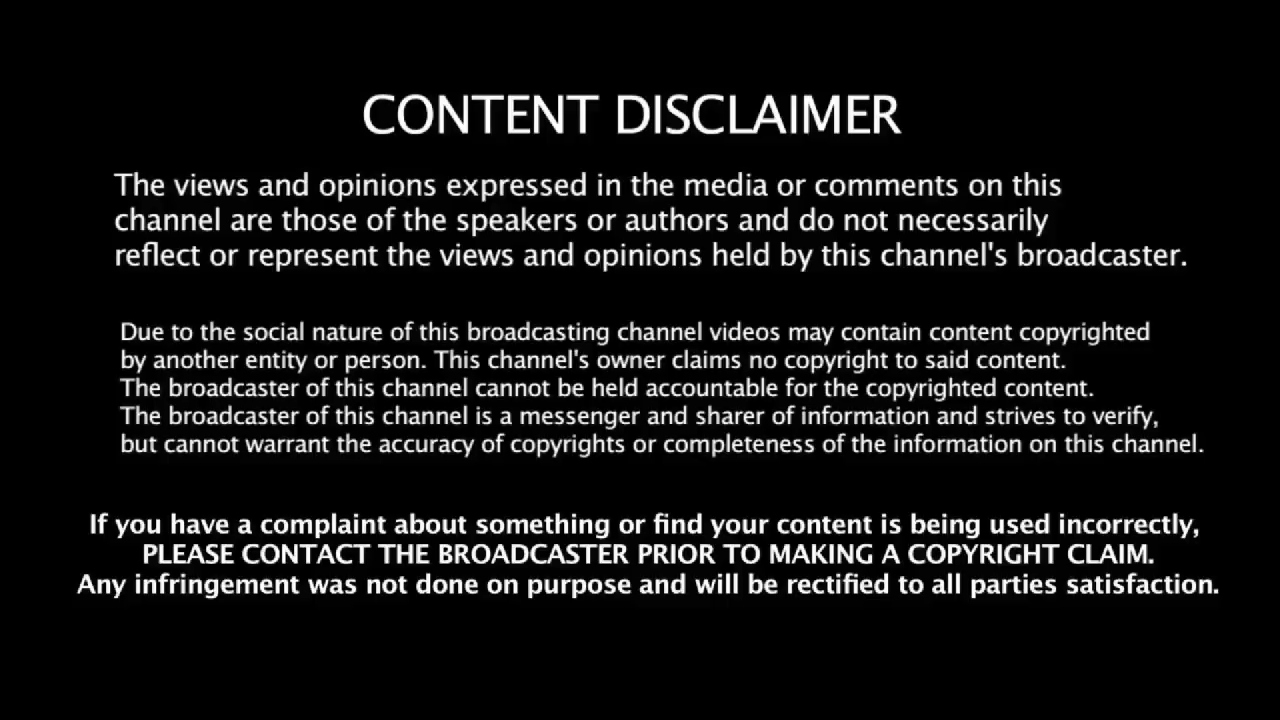 CONTENT DISCLAIMER
The views and opinions expressed in the media or comments on this
channel are those of the speakers or authors and do not necessarily
reflect or represent the views and opinions held by this channel's broadcaster.
Due to the social nature of this broadcasting channel videos may contain content copyrighted
by another entity or person. This channel's owner claims no copyright to said content.
The broadcaster of this channel cannot be held accountable for the copyrighted content.
The broadcaster of this channel is a messenger and sharer of information and strives to verify,
but cannot warrant the accuracy of copyrights or completeness of the information on this channel.
If you have a complaint about something or find your content is being used incorrectly,
PLEASE CONTACT THE BROADCASTER PRIOR TO MAKING A COPYRIGHT CLAIM.
Any infringement was not done on purpose and will be rectified to all parties satisfaction.